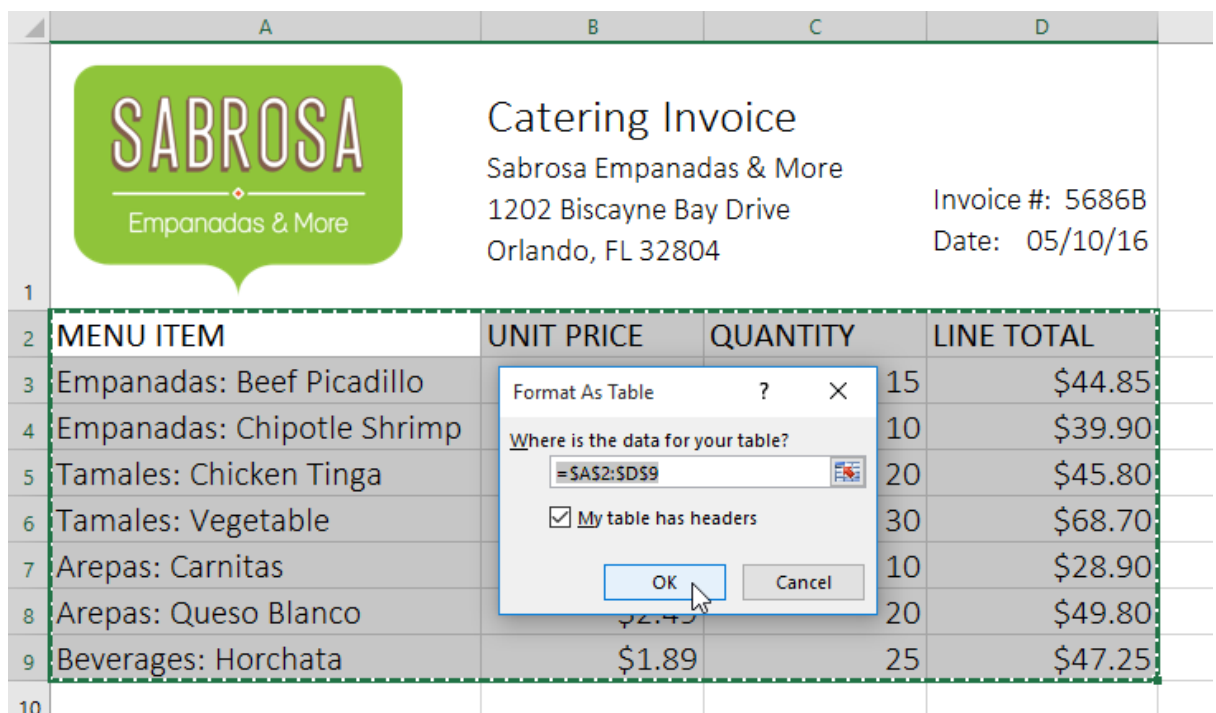 A B C D
SABROSA
Empanadas & More
Catering Invoice
Sabrosa Empanadas & More
1202 Biscayne Bay Drive
Orlando, FL 32804
Invoice #: 5686B
Date: 05/10/16
1
2 MENU ITEM UNIT PRICE QUANTITY LINE TOTAL
3 Empanadas: Beef Picadillo 15 $44.85
4 Empanadas: Chipotle Shrimp 10 $39.90
5 Tamales: Chicken Tinga 20 $45.80
6 Tamales: Vegetable 30 $68.70
7 Arepas: Carnitas 10 $28.90
8 Arepas: Queso Blanco $2.49 20 $49.80
9 Beverages: Horchata $1.89 25 $47.25
10
Format As Table ?
Where is the data for your table?
=$A$2:$D$9
My table has headers
OK Cancel